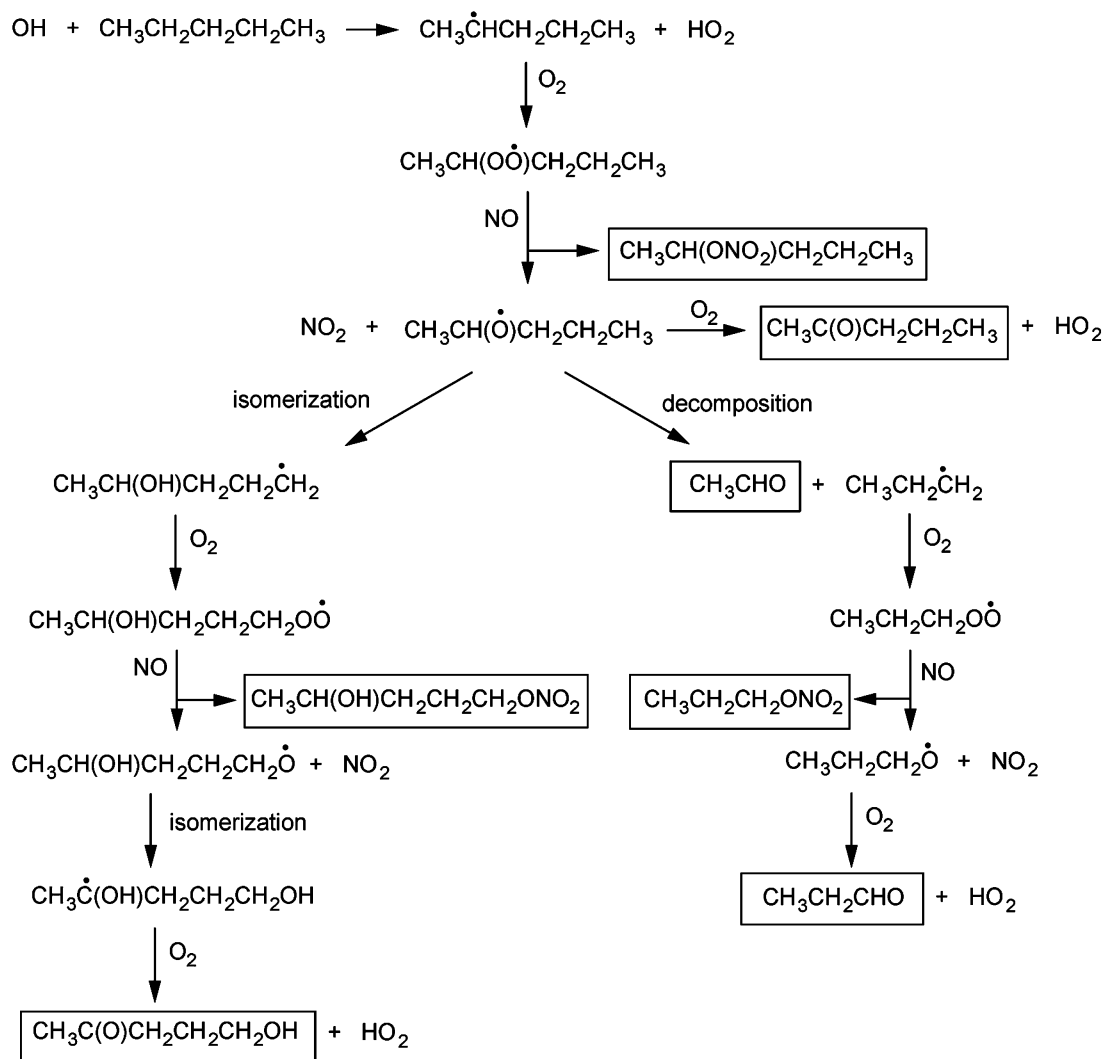 OH + CH₃CH₂CH₂CH₂CH₃ → CH₃ĊHCH₂CH₂CH₃ + HO₂
O₂
CH₃CH(OȮ)CH₂CH₂CH₃
NO
CH₃CH(ONO₂)CH₂CH₂CH₃
NO₂ + CH₃CH(Ȯ)CH₂CH₂CH₃ O₂ → CH₃C(O)CH₂CH₂CH₃ + HO₂
isomerization decomposition
CH₃CH(OH)CH₂CH₂ĊH₂ CH₃CHO + CH₃CH₂ĊH₂
O₂ O₂
CH₃CH(OH)CH₂CH₂CH₂OȮ CH₃CH₂CH₂OȮ
NO NO
CH₃CH(OH)CH₂CH₂CH₂ONO₂ CH₃CH₂CH₂ONO₂
CH₃CH(OH)CH₂CH₂CH₂Ȯ + NO₂ CH₃CH₂CH₂Ȯ + NO₂
isomerization O₂
CH₃Ċ(OH)CH₂CH₂CH₂OH CH₃CH₂CHO + HO₂
O₂
CH₃C(O)CH₂CH₂CH₂OH + HO₂